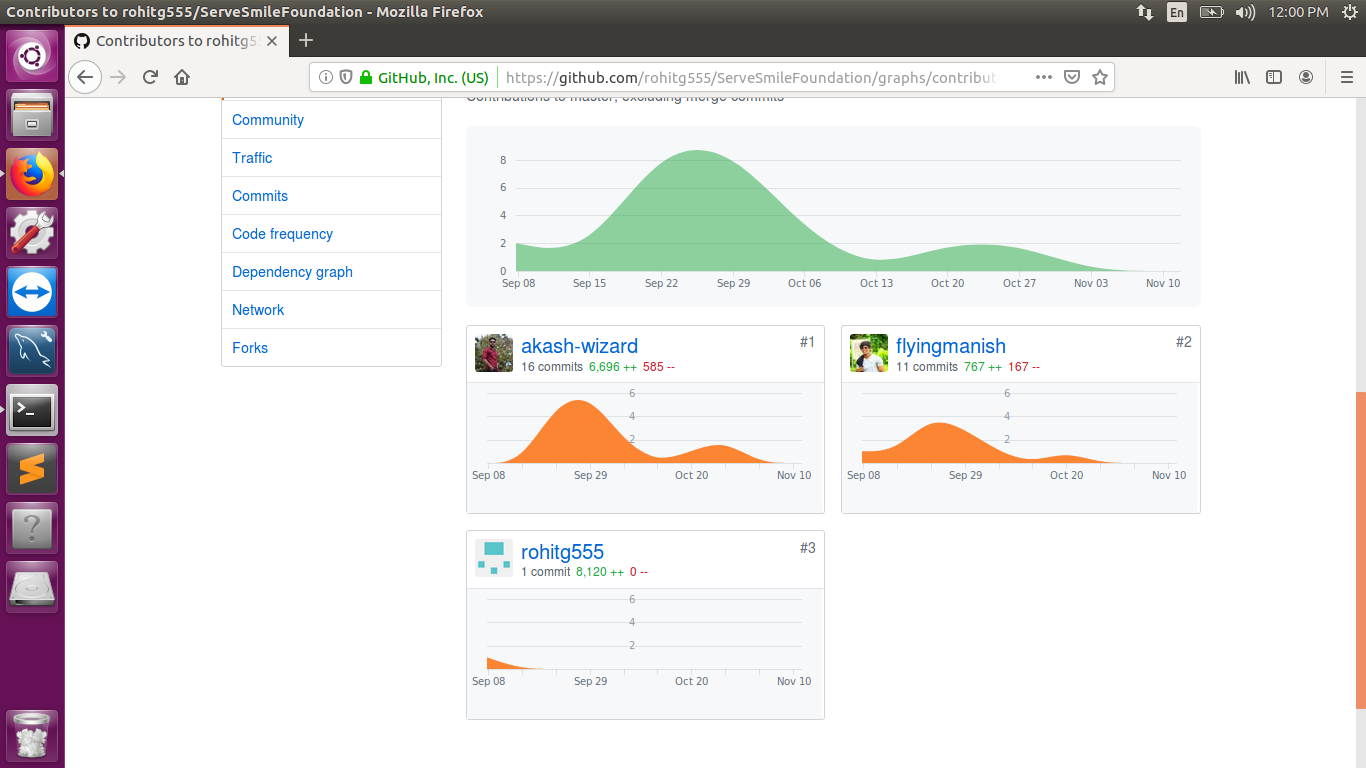 Contributors to rohitg555/ServeSmileFoundation - Mozilla Firefox
En
12:00 PM
Contributors to rohitg5
GitHub, Inc. (US)
https://github.com/rohitg555/ServeSmileFoundation/graphs/contribut
Contributions to master, excluding merge commits
Community
Traffic
Commits
Code frequency
Dependency graph
Network
Forks
8
6
4
2
0
Sep 08 Sep 15 Sep 22 Sep 29 Oct 06 Oct 13 Oct 20 Oct 27 Nov 03 Nov 10
akash-wizard #1
16 commits 6,696 ++ 585 --
6
4
2
Sep 08 Sep 29 Oct 20 Nov 10
flyingmanish #2
11 commits 767 ++ 167 --
6
4
2
Sep 08 Sep 29 Oct 20 Nov 10
rohitg555 #3
1 commit 8,120 ++ 0 --
6
4
2
Sep 08 Sep 29 Oct 20 Nov 10